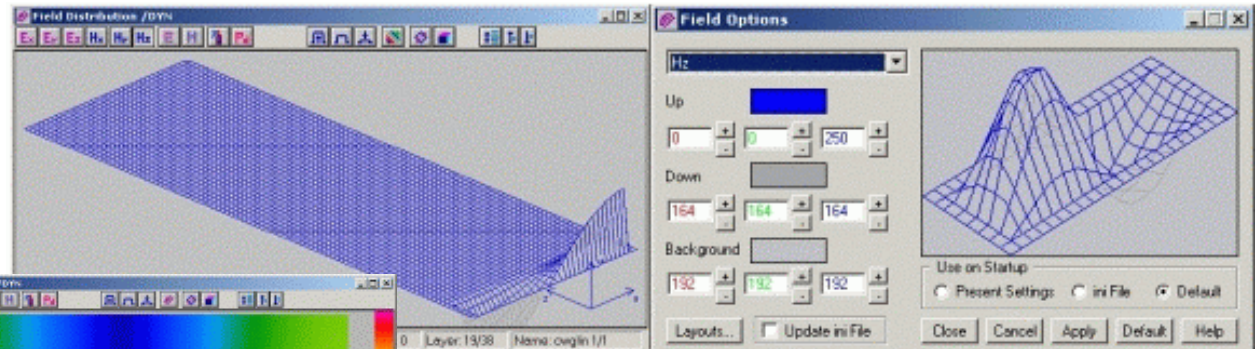 Field Distribution /DYN
Ex Ey Ez Hx Hy Hz E H
Field Options
Hz
Up
0 0 250
Down
164 164 164
Background
192 192 192
Layouts... Update ini File
Use on Startup
Present Settings ini File Default
Close Cancel Apply Default Help
/DYN
H
0 Layer: 19/38 Name: cwglin 1/1